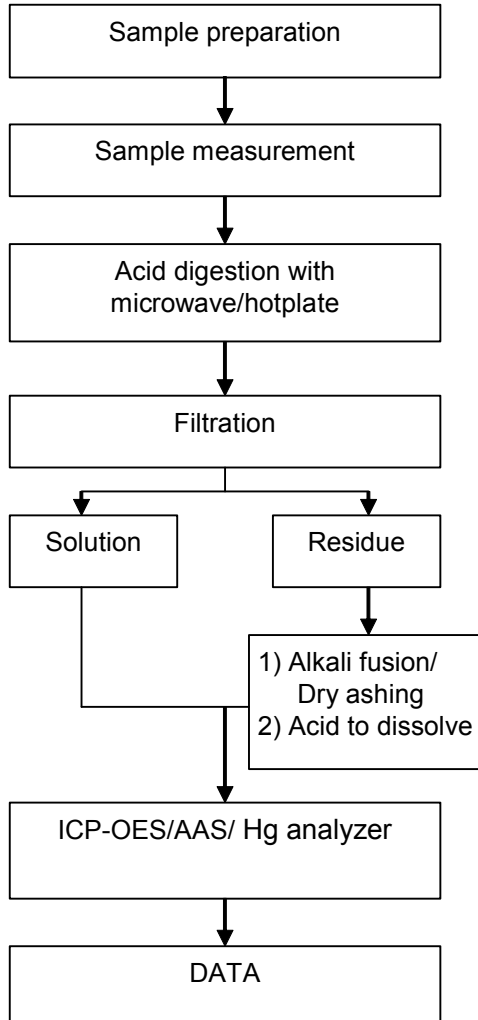 Sample preparation
Sample measurement
Acid digestion with
microwave/hotplate
Filtration
Solution
Residue
1) Alkali fusion/
Dry ashing
2) Acid to dissolve
ICP-OES/AAS/ Hg analyzer
DATA